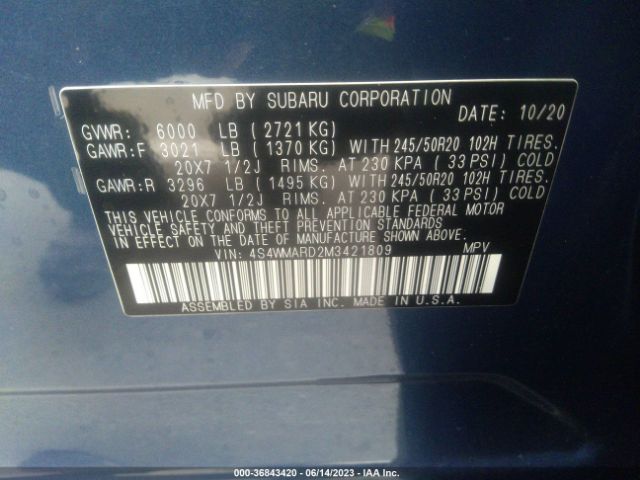 MFD BY SUBARU CORPORATION
DATE: 10/20
GVWR: 6000 LB ( 2721 KG)
GAWR:F 3021 LB ( 1370 KG) WITH 245/50R20 102H TIRES.
20X7 1/2J RIMS. AT 230 KPA ( 33 PSI) COLD
GAWR:R 3296 LB ( 1495 KG) WITH 245/50R20 102H TIRES.
20X7 1/2J RIMS. AT 230 KPA ( 33 PSI) COLD.
THIS VEHICLE CONFORMS TO ALL APPLICABLE FEDERAL MOTOR
VEHICLE SAFETY AND THEFT PREVENTION STANDARDS
IN EFFECT ON THE DATE OF MANUFACTURE SHOWN ABOVE.
VIN: 4S4WMARD2M3421809 MPV
ASSEMBLED BY SIA INC. MADE IN U.S.A.
000-36843420 - 06/14/2023 - IAA Inc.